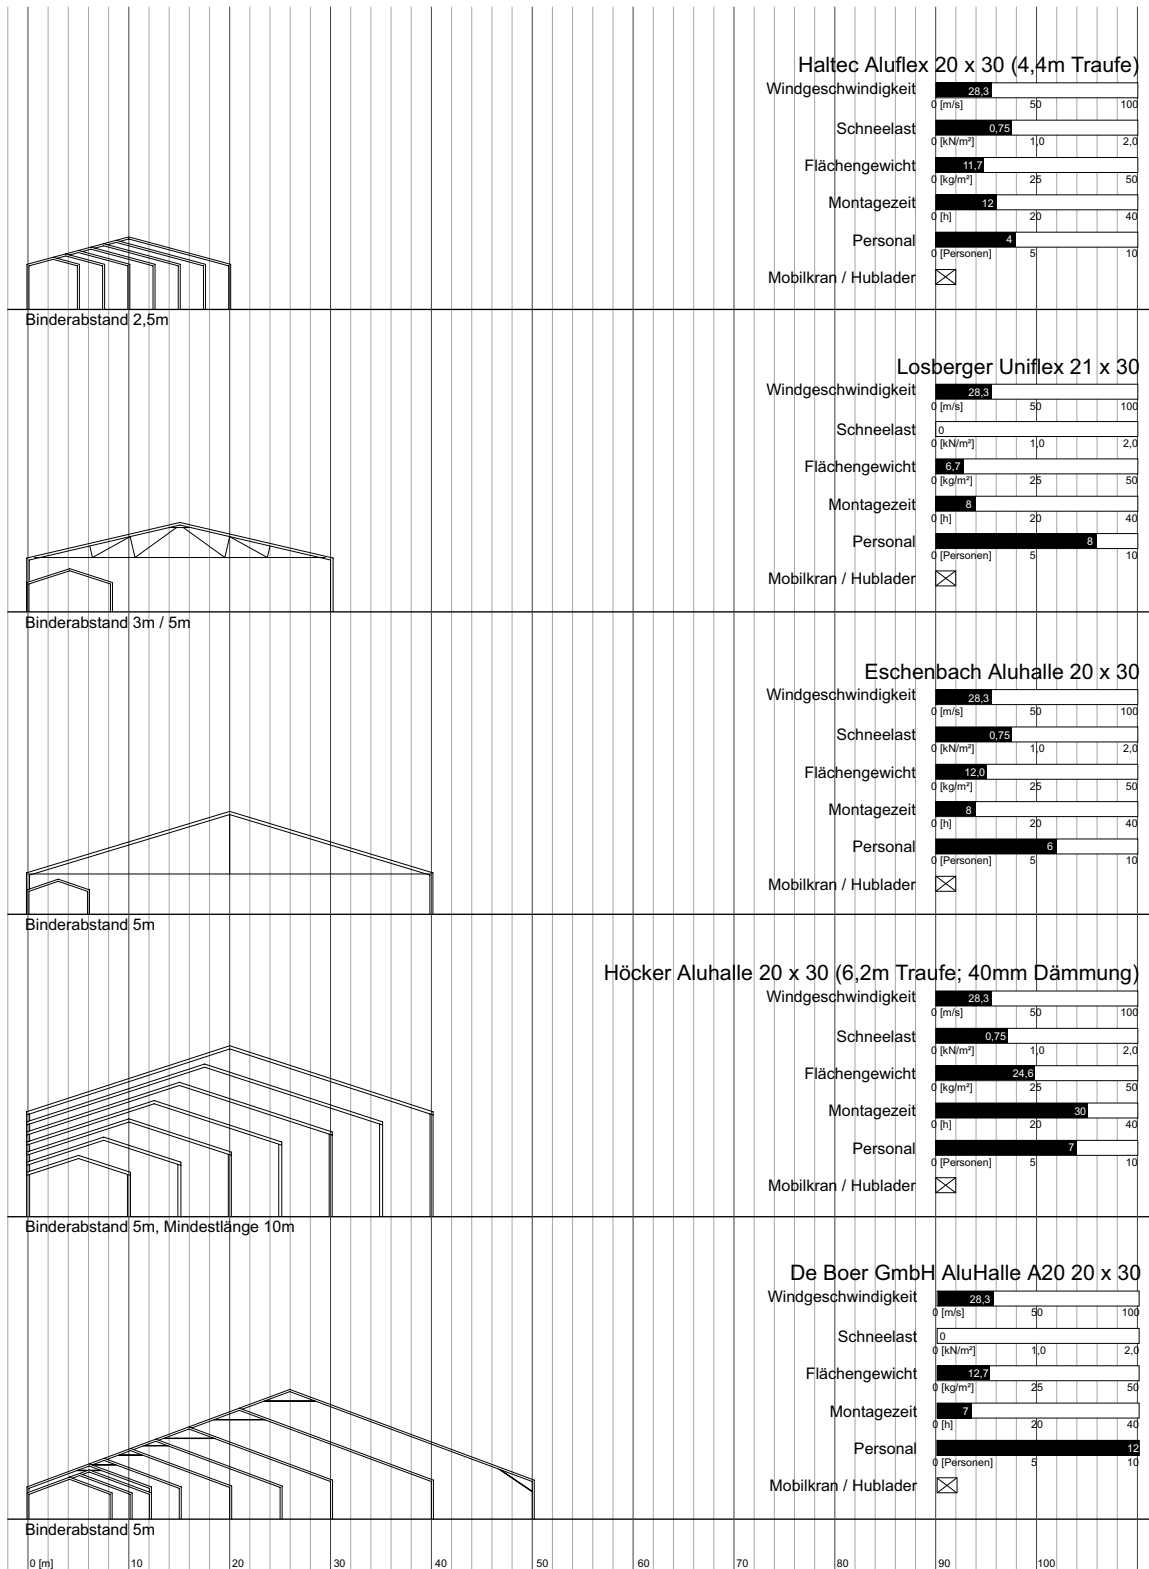 Haltec Aluflex 20 x 30 (4,4m Traufe)
Windgeschwindigkeit 28,3
0 [m/s] 50 100
Schneelast 0,75
0 [kN/m²] 1,0 2,0
Flächengewicht 11,7
0 [kg/m²] 25 50
Montagezeit 12
0 [h] 20 40
Personal 4
0 [Personen] 5 10
Mobilkran / Hublader
Binderabstand 2,5m
Losberger Uniflex 21 x 30
Windgeschwindigkeit 28,3
0 [m/s] 50 100
Schneelast 0
0 [kN/m²] 1,0 2,0
Flächengewicht 6,7
0 [kg/m²] 25 50
Montagezeit 8
0 [h] 20 40
Personal 8
0 [Personen] 5 10
Mobilkran / Hublader
Binderabstand 3m / 5m
Eschenbach Aluhalle 20 x 30
Windgeschwindigkeit 28,3
0 [m/s] 50 100
Schneelast 0,75
0 [kN/m²] 1,0 2,0
Flächengewicht 12,0
0 [kg/m²] 25 50
Montagezeit 8
0 [h] 20 40
Personal 6
0 [Personen] 5 10
Mobilkran / Hublader
Binderabstand 5m
Höcker Aluhalle 20 x 30 (6,2m Traufe; 40mm Dämmung)
Windgeschwindigkeit 28,3
0 [m/s] 50 100
Schneelast 0,75
0 [kN/m²] 1,0 2,0
Flächengewicht 24,6
0 [kg/m²] 25 50
Montagezeit 30
0 [h] 20 40
Personal 7
0 [Personen] 5 10
Mobilkran / Hublader
Binderabstand 5m, Mindestlänge 10m
De Boer GmbH AluHalle A20 20 x 30
Windgeschwindigkeit 28,3
0 [m/s] 50 100
Schneelast 0
0 [kN/m²] 1,0 2,0
Flächengewicht 12,7
0 [kg/m²] 25 50
Montagezeit 7
0 [h] 20 40
Personal 12
0 [Personen] 5 10
Mobilkran / Hublader
Binderabstand 5m
0 [m] 10 20 30 40 50 60 70 80 90 100